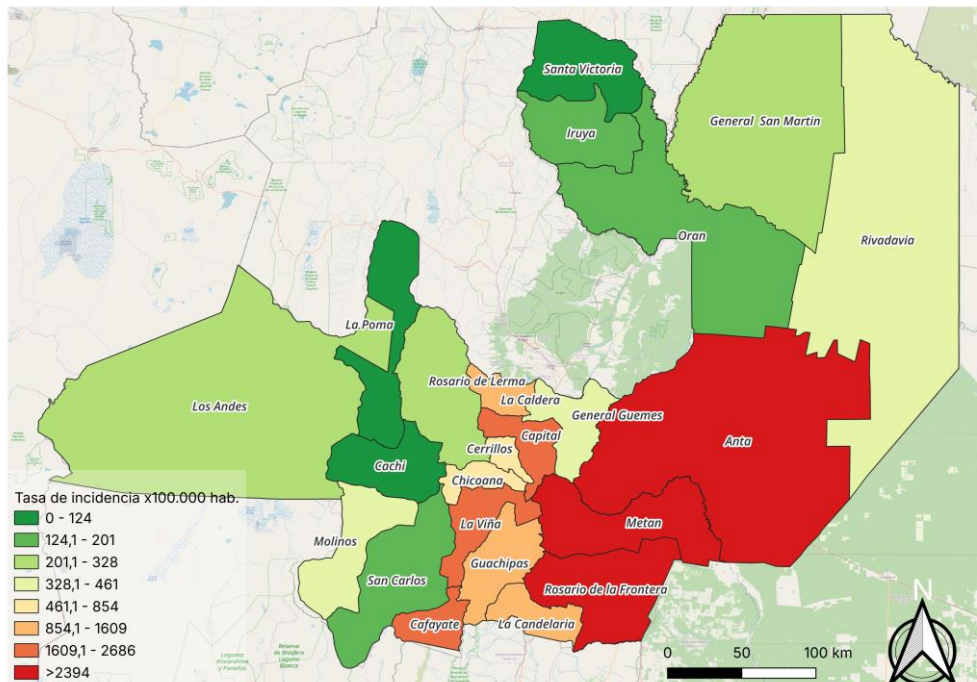 Santa Victoria
Iruya
General San Martin
Oran
Rivadavia
La Poma
Los Andes
Rosario de Lerma
La Caldera
General Guemes
Capital
Cerrillos
Anta
Cachi
Chicoana
Molinos
La Viña
Metan
San Carlos
Guachipas
Rosario de la Frontera
Cafayate
La Candelaria
Tasa de incidencia x100.000 hab.
0 - 124
124,1 - 201
201,1 - 328
328,1 - 461
461,1 - 854
854,1 - 1609
1609,1 - 2686
>2394
N
0 50 100 km